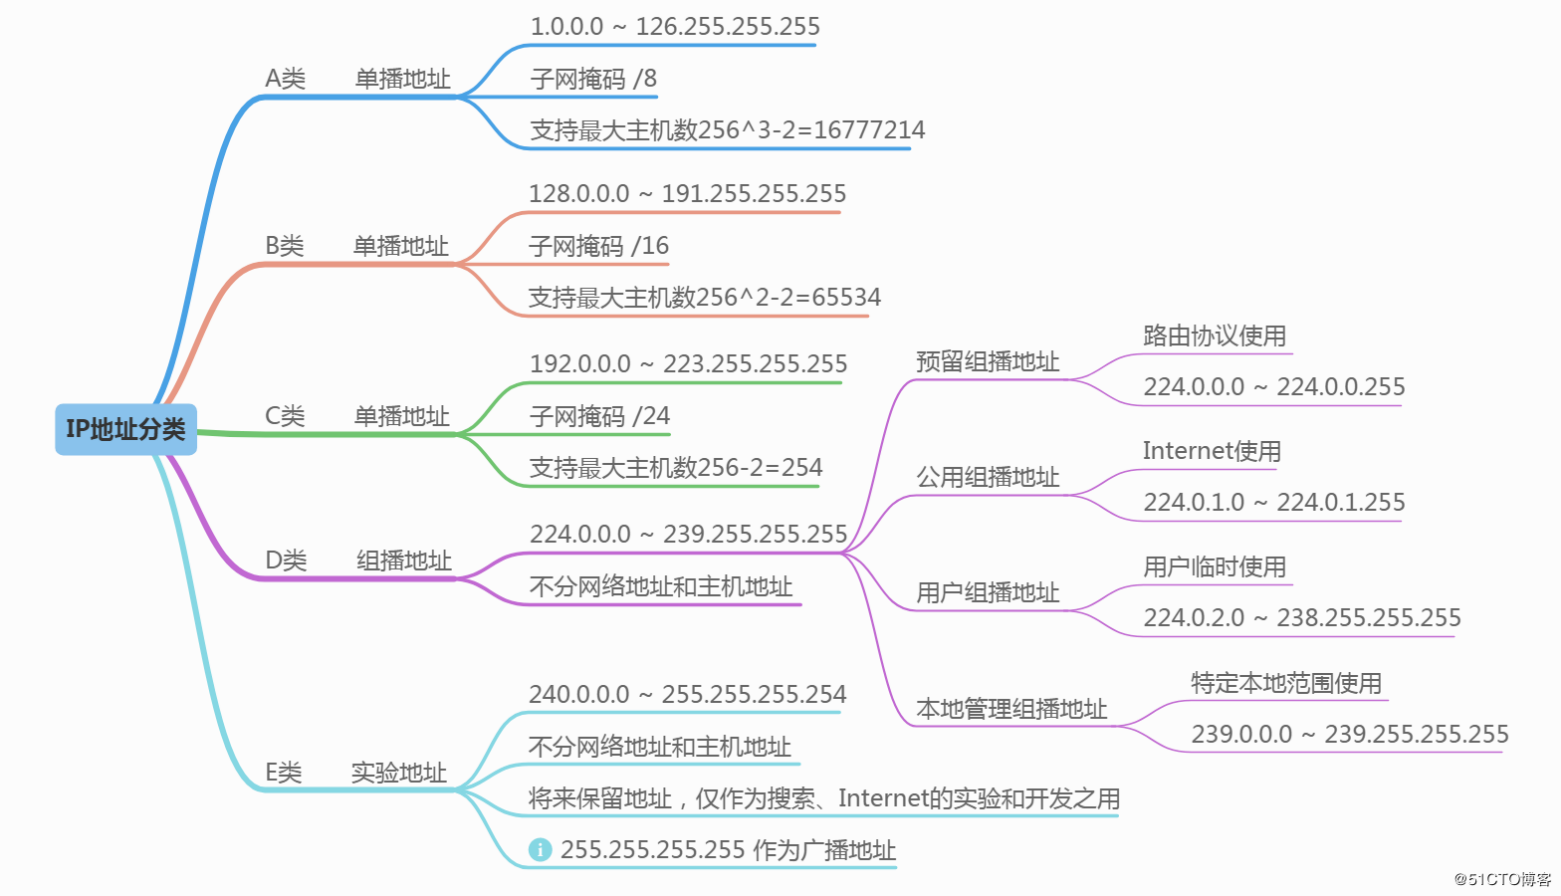 IP地址分类
A类 单播地址
1.0.0.0 ~ 126.255.255.255
子网掩码 /8
支持最大主机数256^3-2=16777214
B类 单播地址
128.0.0.0 ~ 191.255.255.255
子网掩码 /16
支持最大主机数256^2-2=65534
C类 单播地址
192.0.0.0 ~ 223.255.255.255
子网掩码 /24
支持最大主机数256-2=254
D类 组播地址
224.0.0.0 ~ 239.255.255.255
预留组播地址
路由协议使用
224.0.0.0 ~ 224.0.0.255
公用组播地址
Internet使用
224.0.1.0 ~ 224.0.1.255
用户组播地址
用户临时使用
224.0.2.0 ~ 238.255.255.255
本地管理组播地址
特定本地范围使用
239.0.0.0 ~ 239.255.255.255
不分网络地址和主机地址
E类 实验地址
240.0.0.0 ~ 255.255.255.254
不分网络地址和主机地址
将来保留地址，仅作为搜索、Internet的实验和开发之用
i 255.255.255.255 作为广播地址
@51CTO博客